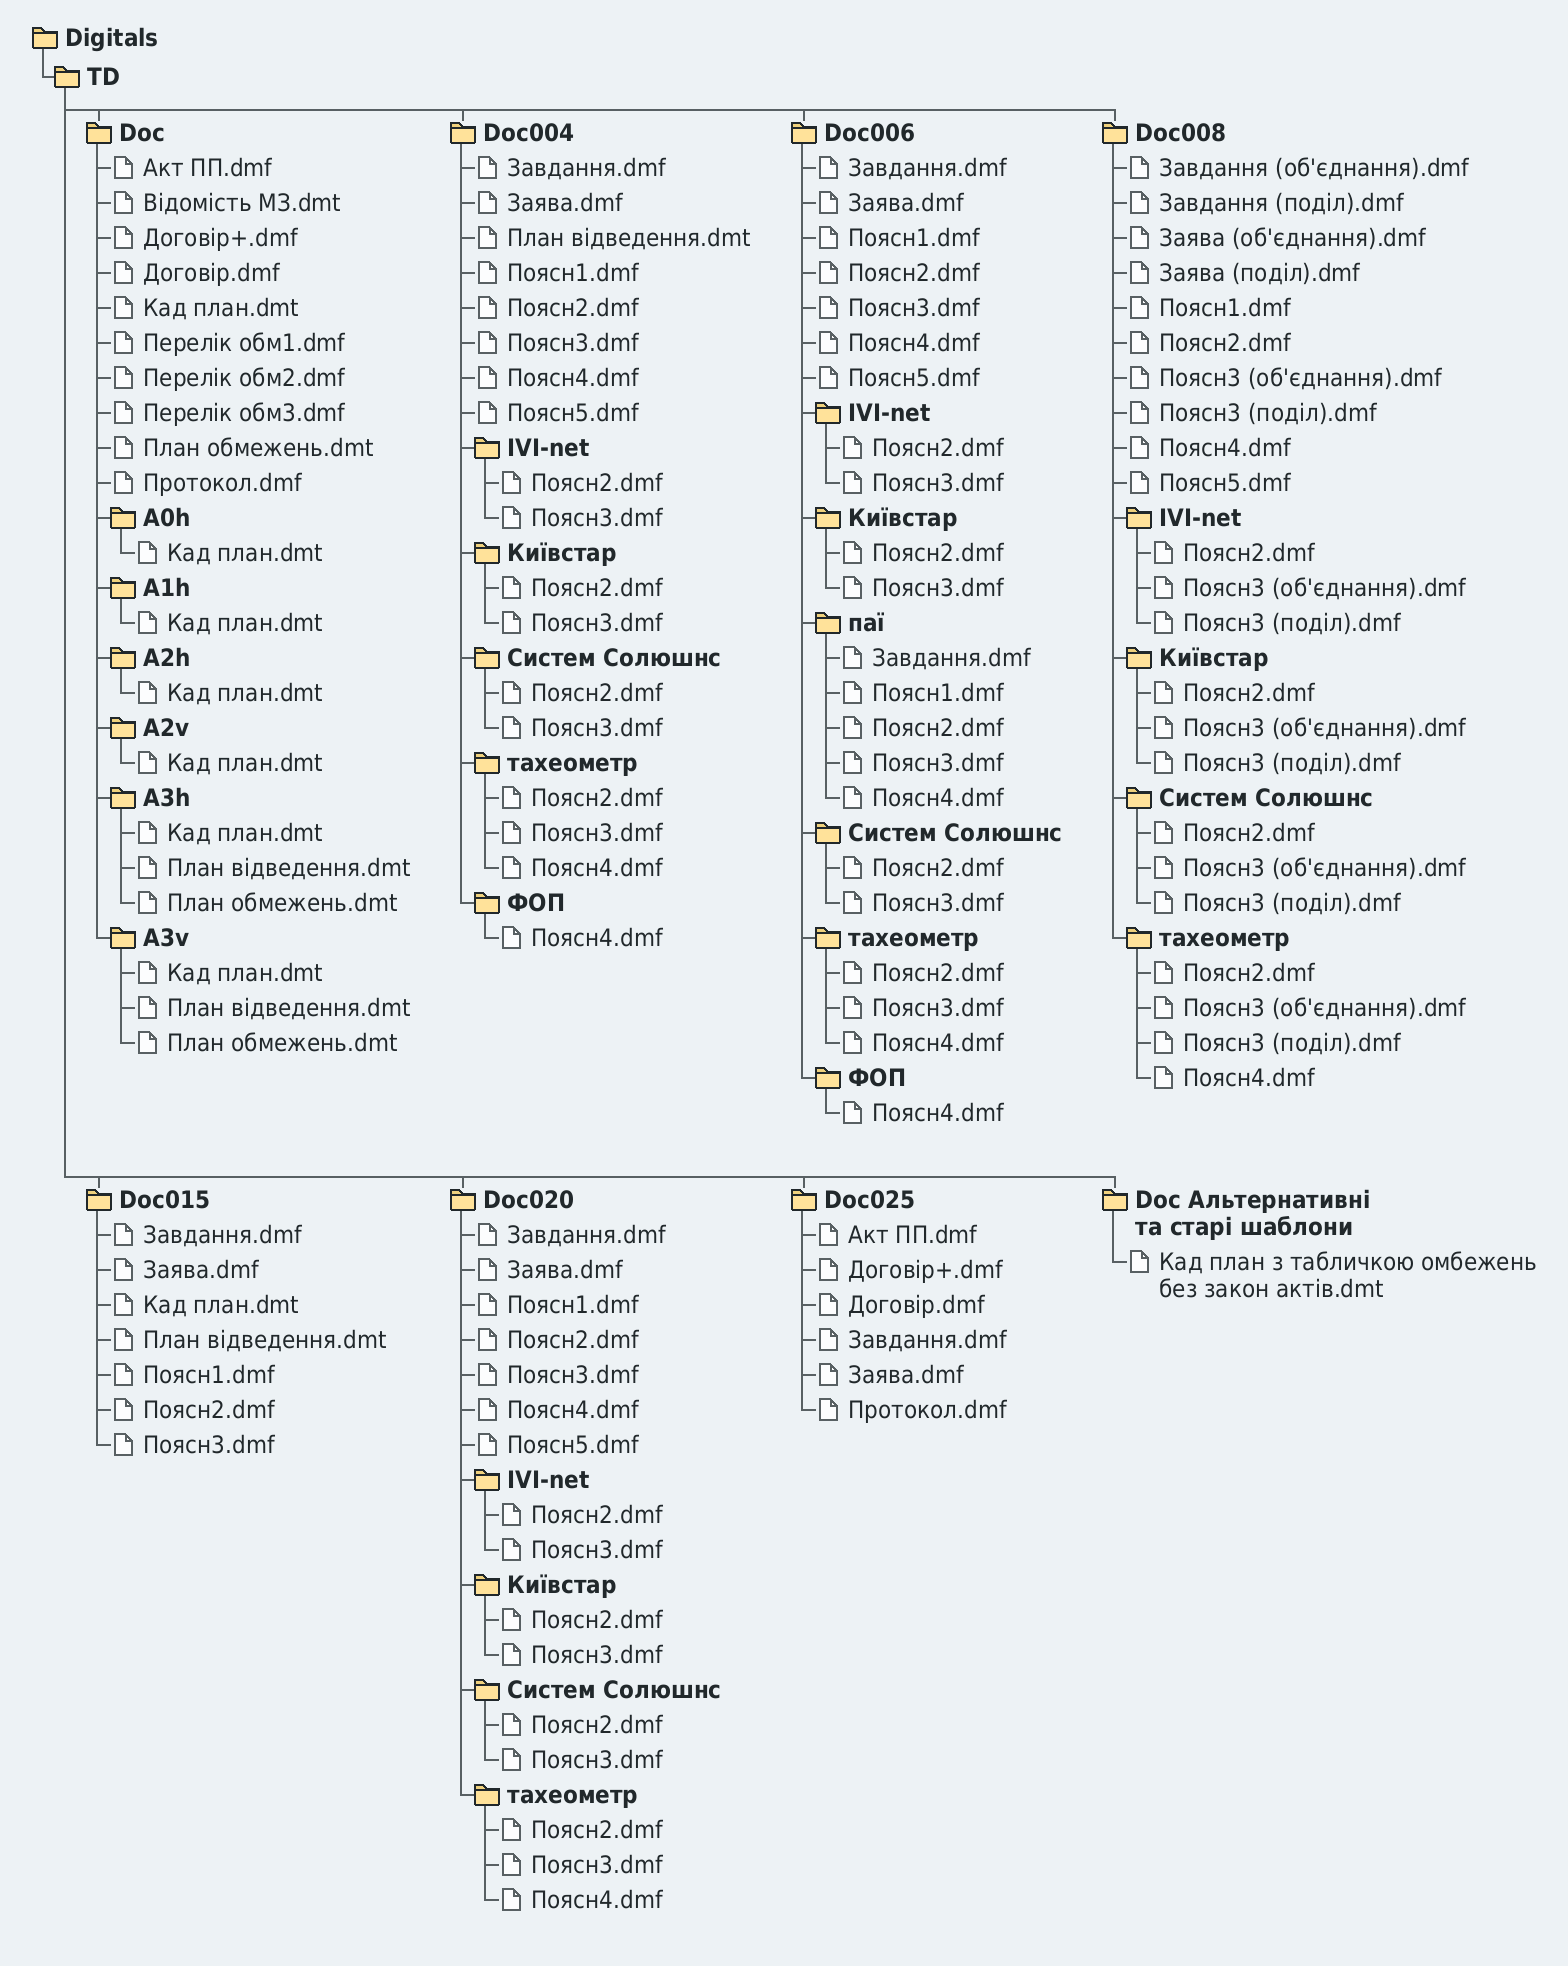 Digitals
TD
Doc
Акт ПП.dmf
Відомість МЗ.dmt
Договір+.dmf
Договір.dmf
Кад план.dmt
Перелік обм1.dmf
Перелік обм2.dmf
Перелік обм3.dmf
План обмежень.dmt
Протокол.dmf
A0h
Кад план.dmt
A1h
Кад план.dmt
A2h
Кад план.dmt
A2v
Кад план.dmt
A3h
Кад план.dmt
План відведення.dmt
План обмежень.dmt
A3v
Кад план.dmt
План відведення.dmt
План обмежень.dmt
Doc004
Завдання.dmf
Заява.dmf
План відведення.dmt
Поясн1.dmf
Поясн2.dmf
Поясн3.dmf
Поясн4.dmf
Поясн5.dmf
IVI-net
Поясн2.dmf
Поясн3.dmf
Київстар
Поясн2.dmf
Поясн3.dmf
Систем Солюшнс
Поясн2.dmf
Поясн3.dmf
тахеометр
Поясн2.dmf
Поясн3.dmf
Поясн4.dmf
ФОП
Поясн4.dmf
Doc006
Завдання.dmf
Заява.dmf
Поясн1.dmf
Поясн2.dmf
Поясн3.dmf
Поясн4.dmf
Поясн5.dmf
IVI-net
Поясн2.dmf
Поясн3.dmf
Київстар
Поясн2.dmf
Поясн3.dmf
паї
Завдання.dmf
Поясн1.dmf
Поясн2.dmf
Поясн3.dmf
Поясн4.dmf
Систем Солюшнс
Поясн2.dmf
Поясн3.dmf
тахеометр
Поясн2.dmf
Поясн3.dmf
Поясн4.dmf
ФОП
Поясн4.dmf
Doc008
Завдання (об'єднання).dmf
Завдання (поділ).dmf
Заява (об'єднання).dmf
Заява (поділ).dmf
Поясн1.dmf
Поясн2.dmf
Поясн3 (об'єднання).dmf
Поясн3 (поділ).dmf
Поясн4.dmf
Поясн5.dmf
IVI-net
Поясн2.dmf
Поясн3 (об'єднання).dmf
Поясн3 (поділ).dmf
Київстар
Поясн2.dmf
Поясн3 (об'єднання).dmf
Поясн3 (поділ).dmf
Систем Солюшнс
Поясн2.dmf
Поясн3 (об'єднання).dmf
Поясн3 (поділ).dmf
тахеометр
Поясн2.dmf
Поясн3 (об'єднання).dmf
Поясн3 (поділ).dmf
Поясн4.dmf
Doc015
Завдання.dmf
Заява.dmf
Кад план.dmt
План відведення.dmt
Поясн1.dmf
Поясн2.dmf
Поясн3.dmf
Doc020
Завдання.dmf
Заява.dmf
Поясн1.dmf
Поясн2.dmf
Поясн3.dmf
Поясн4.dmf
Поясн5.dmf
IVI-net
Поясн2.dmf
Поясн3.dmf
Київстар
Поясн2.dmf
Поясн3.dmf
Систем Солюшнс
Поясн2.dmf
Поясн3.dmf
тахеометр
Поясн2.dmf
Поясн3.dmf
Поясн4.dmf
Doc025
Акт ПП.dmf
Договір+.dmf
Договір.dmf
Завдання.dmf
Заява.dmf
Протокол.dmf
Doc Альтернативні
та старі шаблони
Кад план з табличкою омбежень
без закон актів.dmt